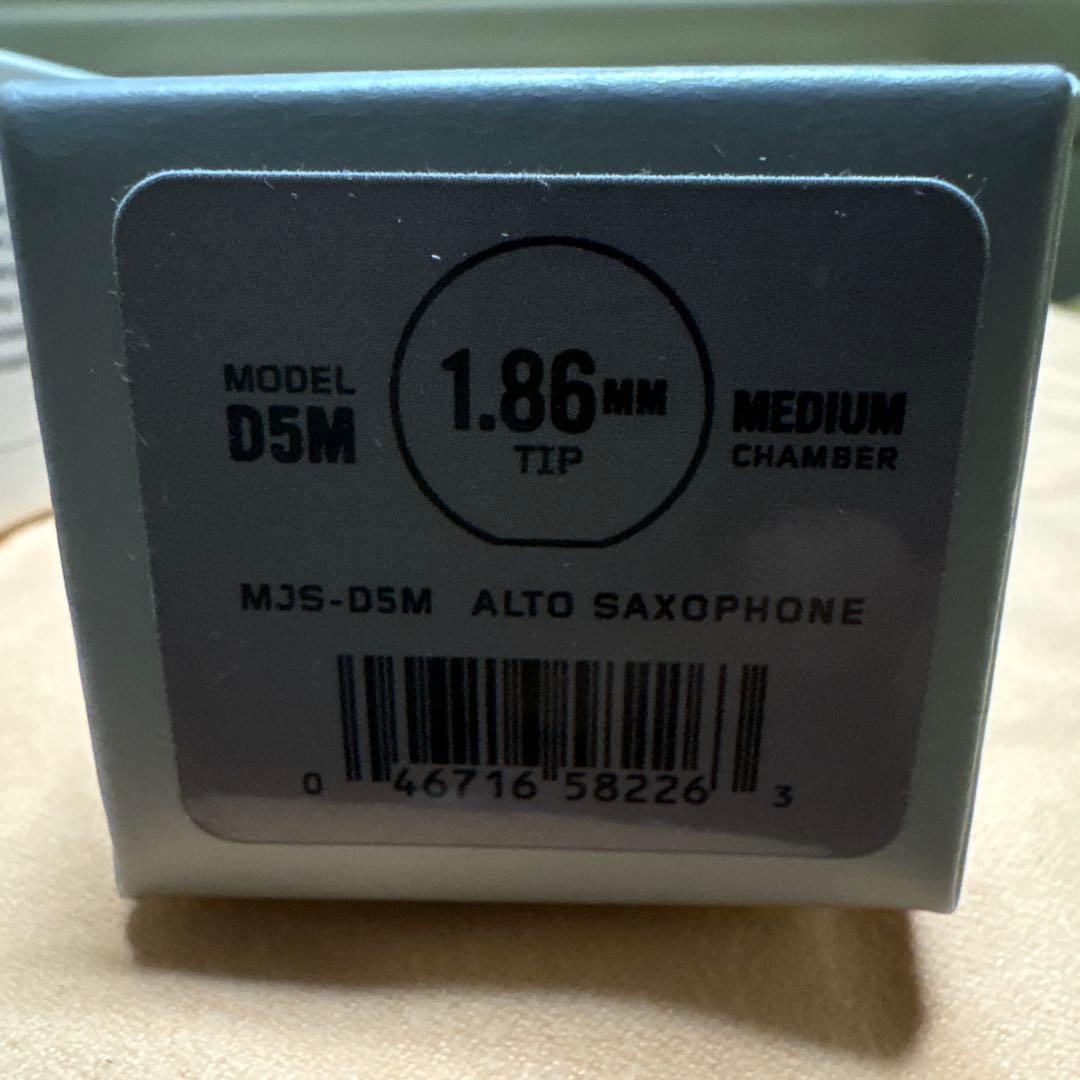 MODEL
D5M
1.86MM
TIP
MEDIUM
CHAMBER
MJS-D5M ALTO SAXOPHONE
0 46716 58226 3